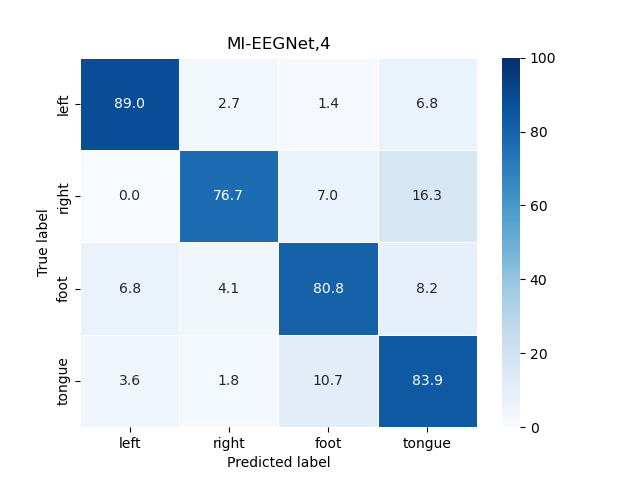 MI-EEGNet,4
True label
left 89.0 2.7 1.4 6.8
right 0.0 76.7 7.0 16.3
foot 6.8 4.1 80.8 8.2
tongue 3.6 1.8 10.7 83.9
left right foot tongue
Predicted label
100
80
60
40
20
0